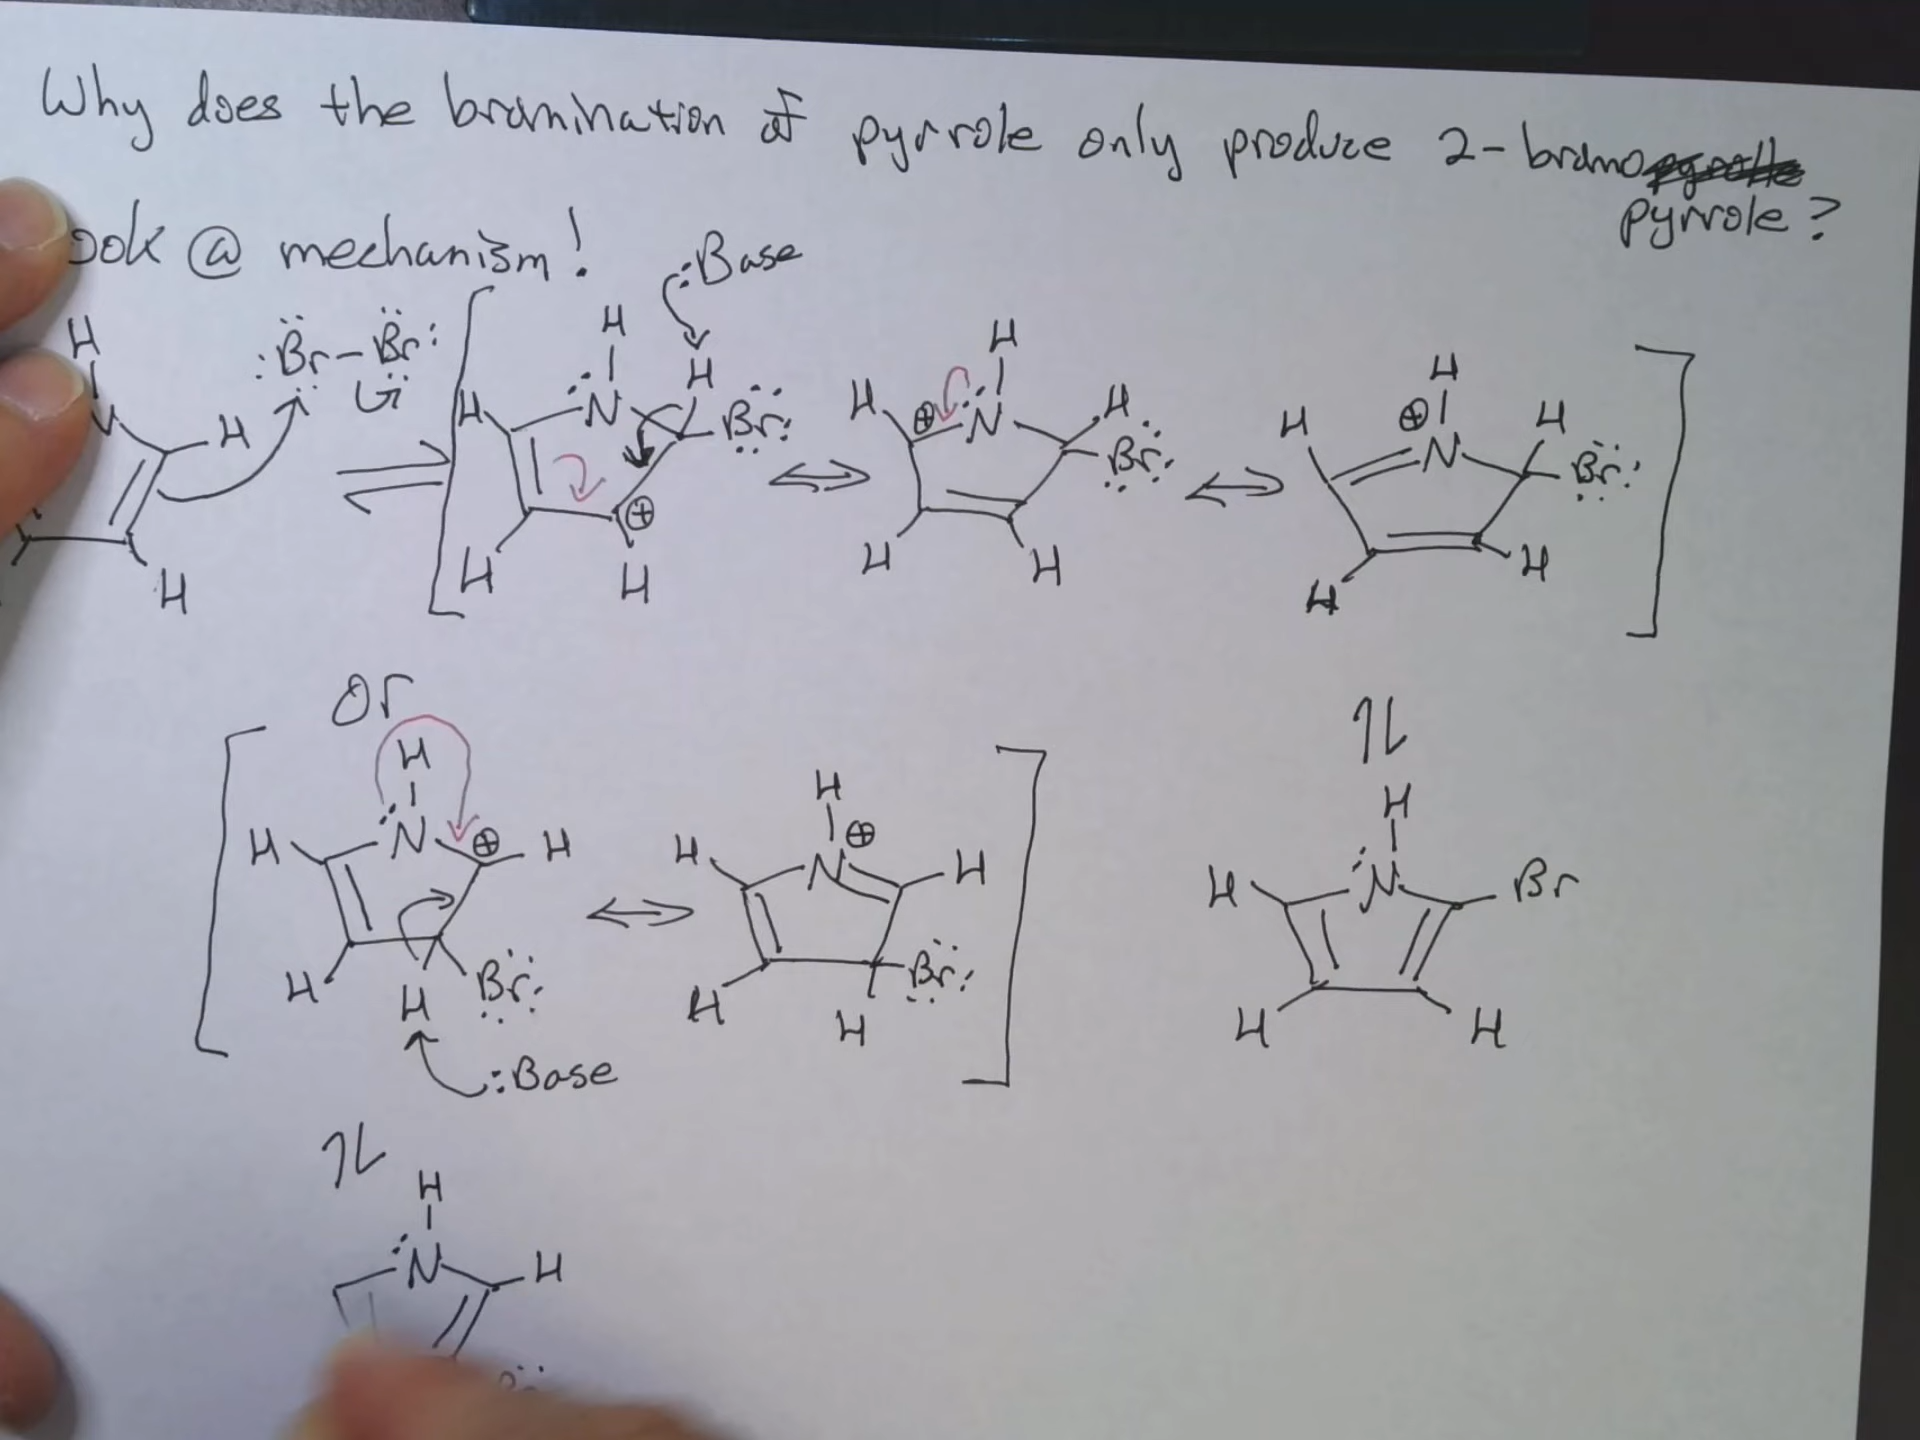 Why does the bromination of pyrrole only produce 2-bromo
pyrrole?
ook @ mechanism!
:Base
H
:Br-Br:
H
H
H
H
N
H
Br:
H
H
H
⊕
H
H
⊕
N
H
Br:
H
H
H
⊕
N
H
H
Br:
H
H
or
H
H
N
⊕
H
H
H
Br:
:Base
H
⊕
H
N
H
H
H
Br:
H
H
N
Br
H
H
H
N
H